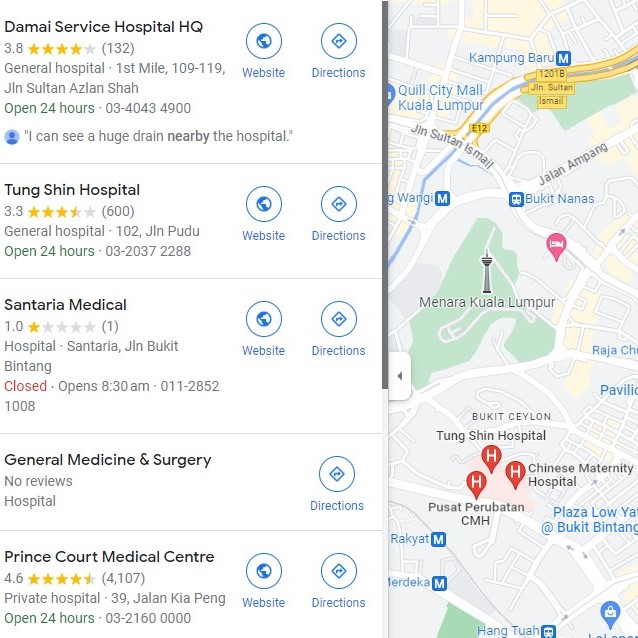 Damai Service Hospital HQ
3.8 (132)
General hospital · 1st Mile, 109-119,
Jln Sultan Azlan Shah
Open 24 hours · 03-4043 4900
"I can see a huge drain nearby the hospital."
Website
Directions
Tung Shin Hospital
3.3 (600)
General hospital · 102, Jln Pudu
Open 24 hours · 03-2037 2288
Website
Directions
Santaria Medical
1.0 (1)
Hospital · Santaria, Jln Bukit
Bintang
Closed · Opens 8:30 am · 011-2852
1008
Website
Directions
General Medicine & Surgery
No reviews
Hospital
Directions
Prince Court Medical Centre
4.6 (4,107)
Private hospital · 39, Jalan Kia Peng
Open 24 hours · 03-2160 0000
Website
Directions
Kampung Baru M
1201B
Jln. Sultan
Ismail
Quill City Mall
Kuala Lumpur
E12
Jln Sultan Ismail
Jalan Ampang
g Wangi M
Bukit Nanas
Menara Kuala Lumpur
Raja Chu
Pavilic
BUKIT CEYLON
Tung Shin Hospital
H
H
H
Chinese Maternity
Hospital
Pusat Perubatan
CMH
Plaza Low Yat
@ Bukit Bintang
Rakyat M
Merdeka M
Hang Tuah